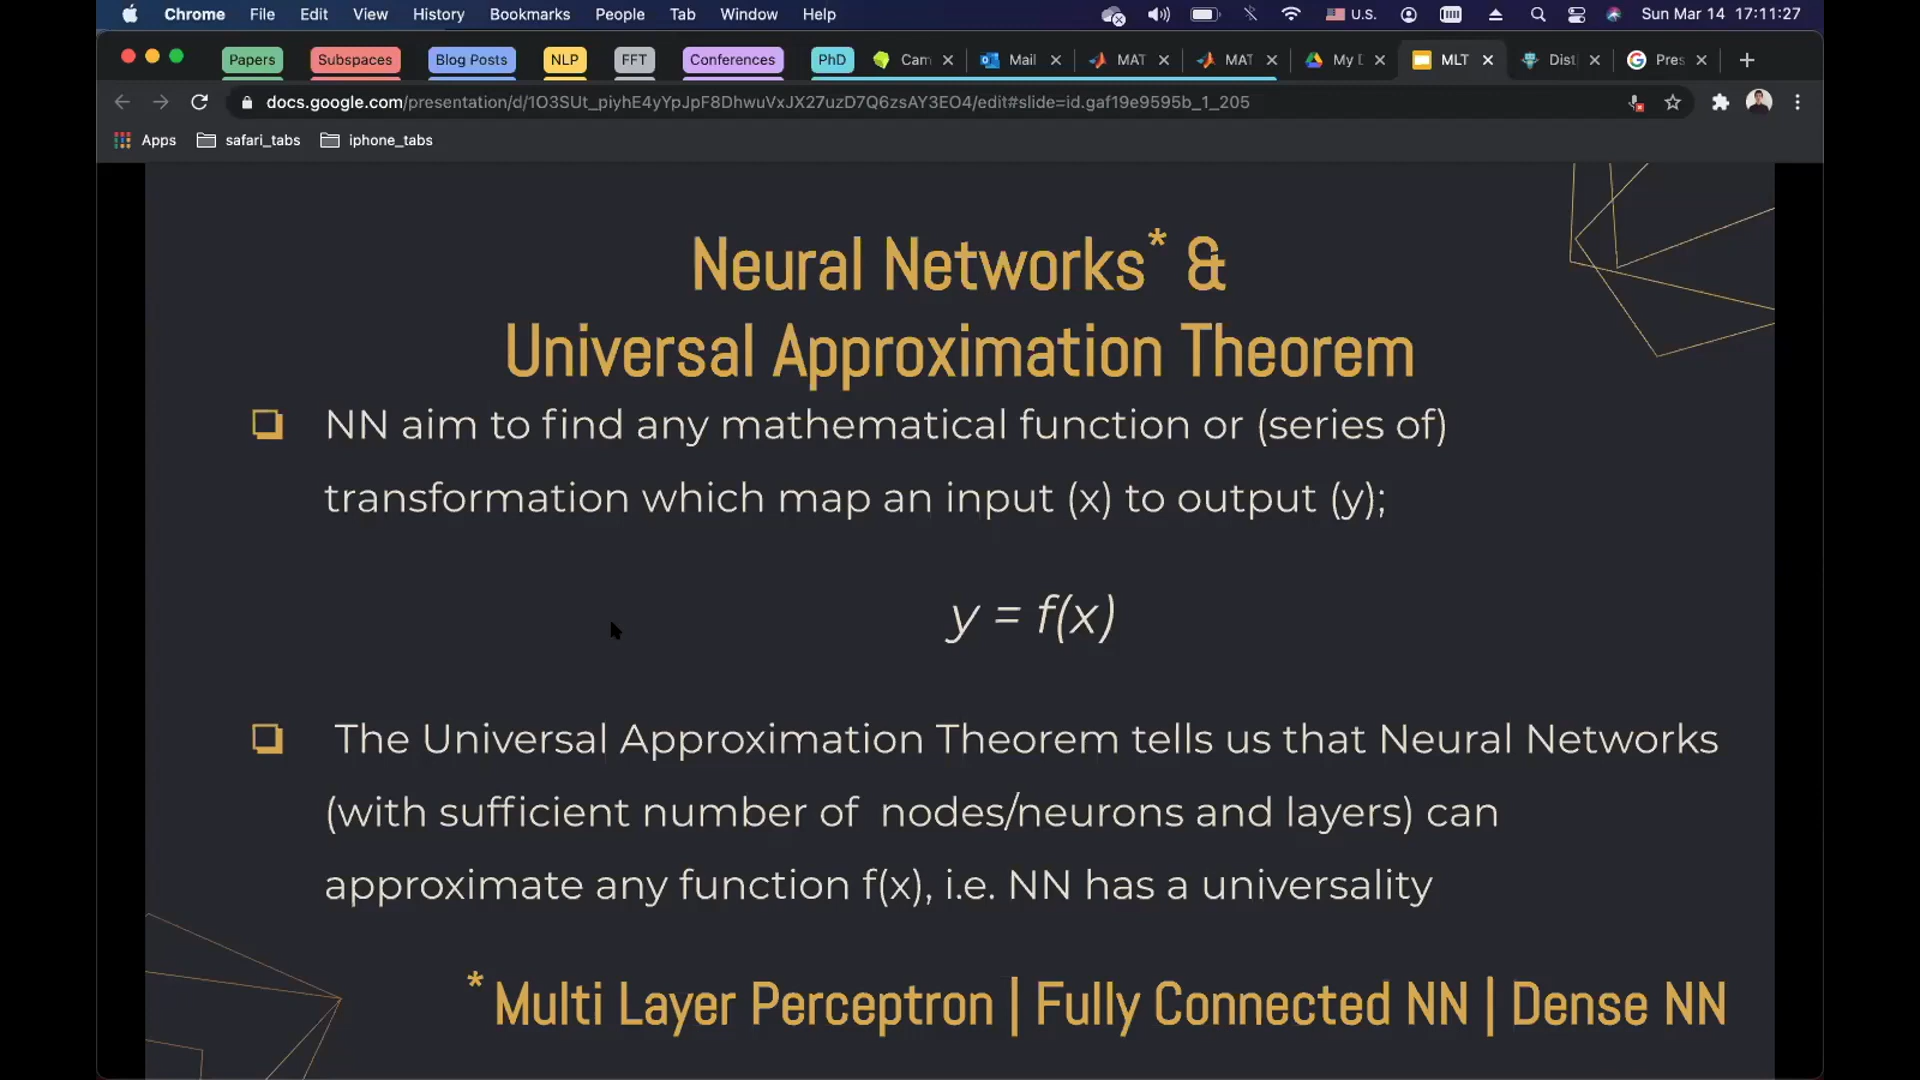 Chrome File Edit View History Bookmarks People Tab Window Help U.S. Sun Mar 14 17:11:27
Papers Subspaces Blog Posts NLP FFT Conferences PhD Cam Mail MAT MAT My D MLT Dist Pres
docs.google.com/presentation/d/1O3SUt_piyhE4yYpJpF8DhwuVxJX27uzD7Q6zsAY3EO4/edit#slide=id.gaf19e9595b_1_205
Apps safari_tabs iphone_tabs
Neural Networks* &
Universal Approximation Theorem
NN aim to find any mathematical function or (series of)
transformation which map an input (x) to output (y);
y = f(x)
The Universal Approximation Theorem tells us that Neural Networks
(with sufficient number of nodes/neurons and layers) can
approximate any function f(x), i.e. NN has a universality
* Multi Layer Perceptron | Fully Connected NN | Dense NN